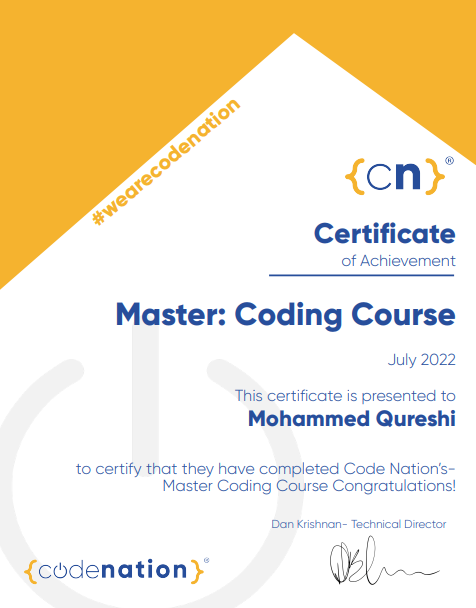 #wearecodenation
{cn}®
Certificate
of Achievement
Master: Coding Course
July 2022
This certificate is presented to
Mohammed Qureshi
to certify that they have completed Code Nation's-
Master Coding Course Congratulations!
Dan Krishnan- Technical Director
{codenation}®